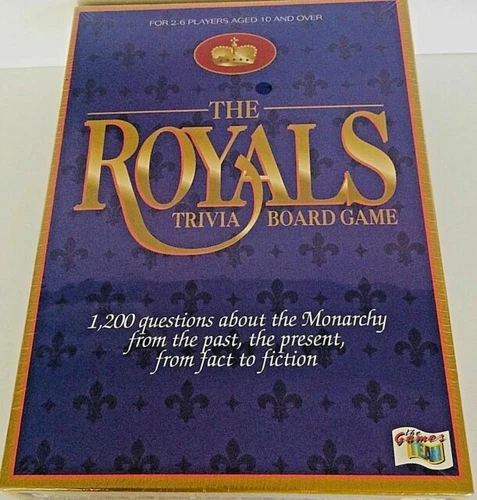 FOR 2-6 PLAYERS AGED 10 AND OVER
THE
ROYALS
TRIVIA BOARD GAME
1,200 questions about the Monarchy
from the past, the present,
from fact to fiction
the
Games
TEAM